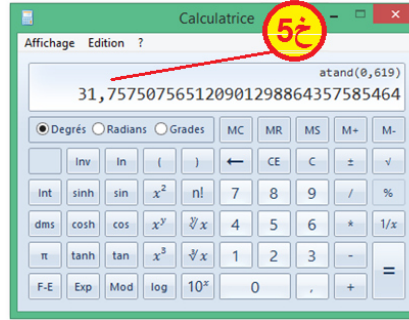 Calculatrice
خ5
Affichage Edition ?
atand(0,619)
31,757507565120901298864357585464
Degrés Radians Grades MC MR MS M+ M-
Inv ln ( ) ← CE C ± √
Int sinh sin x² n! 7 8 9 / %
dms cosh cos xʸ ʸ√x 4 5 6 * 1/x
π tanh tan x³ ³√x 1 2 3 - =
F-E Exp Mod log 10ˣ 0 , +